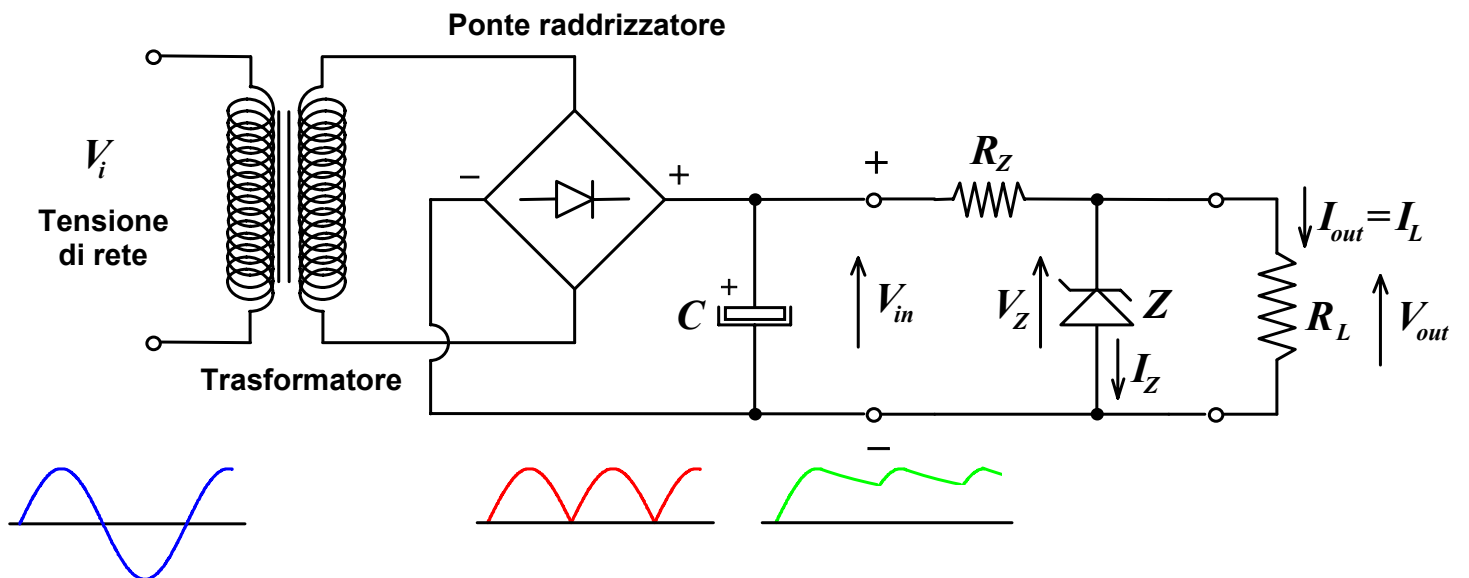 Ponte raddrizzatore
V_i
Tensione
di rete
Trasformatore
−
+
C
+
+
V_in
−
R_Z
V_Z
Z
I_Z
I_out = I_L
R_L
V_out